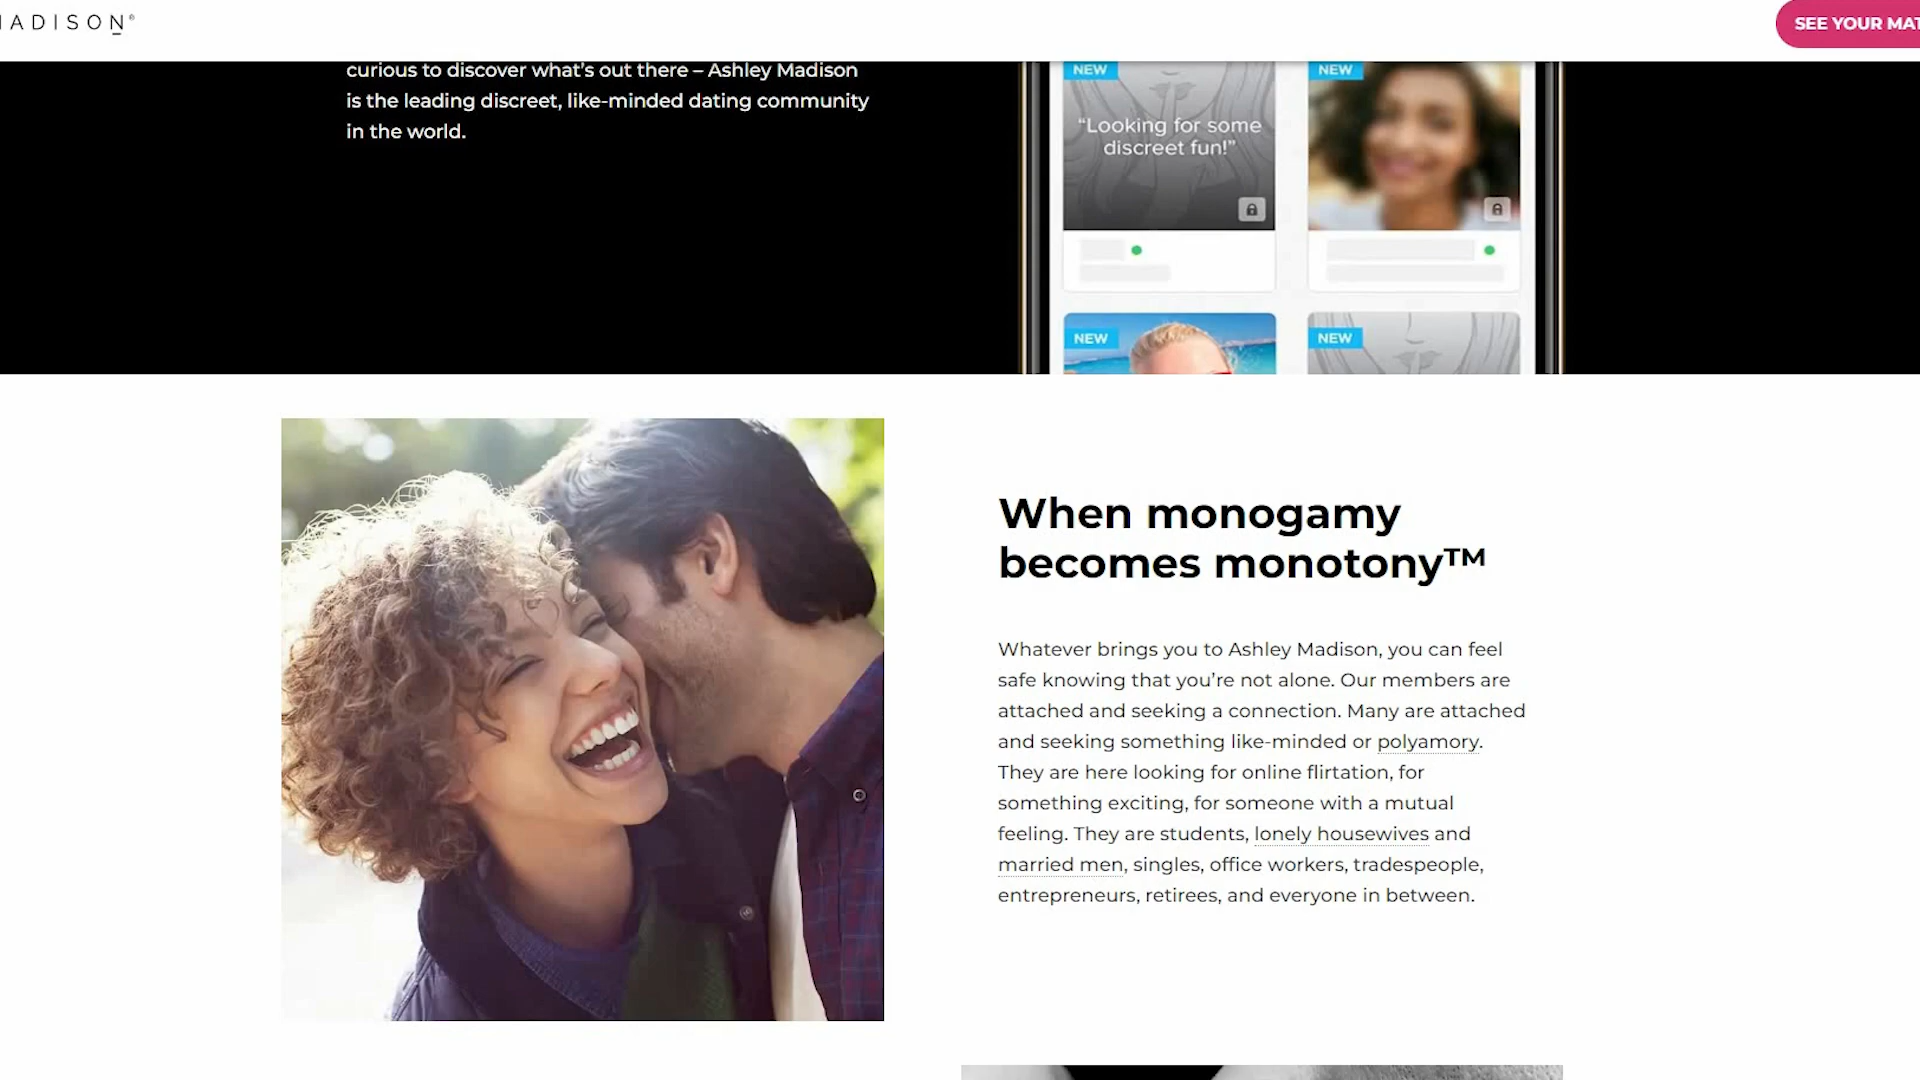 MADISON®
SEE YOUR MAT
curious to discover what's out there – Ashley Madison
is the leading discreet, like-minded dating community
in the world.
NEW
NEW
“Looking for some
discreet fun!”
NEW
NEW
When monogamy
becomes monotony™
Whatever brings you to Ashley Madison, you can feel
safe knowing that you’re not alone. Our members are
attached and seeking a connection. Many are attached
and seeking something like-minded or polyamory.
They are here looking for online flirtation, for
something exciting, for someone with a mutual
feeling. They are students, lonely housewives and
married men, singles, office workers, tradespeople,
entrepreneurs, retirees, and everyone in between.